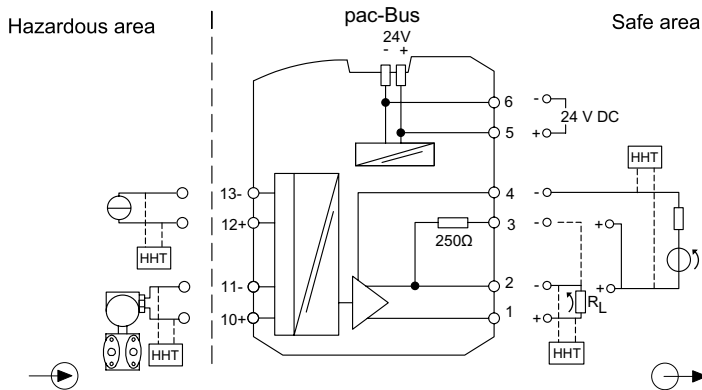 Hazardous area
pac-Bus
Safe area
24V
- +
6 -
24 V DC
5 +
HHT
13-
4 -
12+
3 - +
250Ω
HHT
11-
2 - +
RL
10+
1 +
HHT
HHT